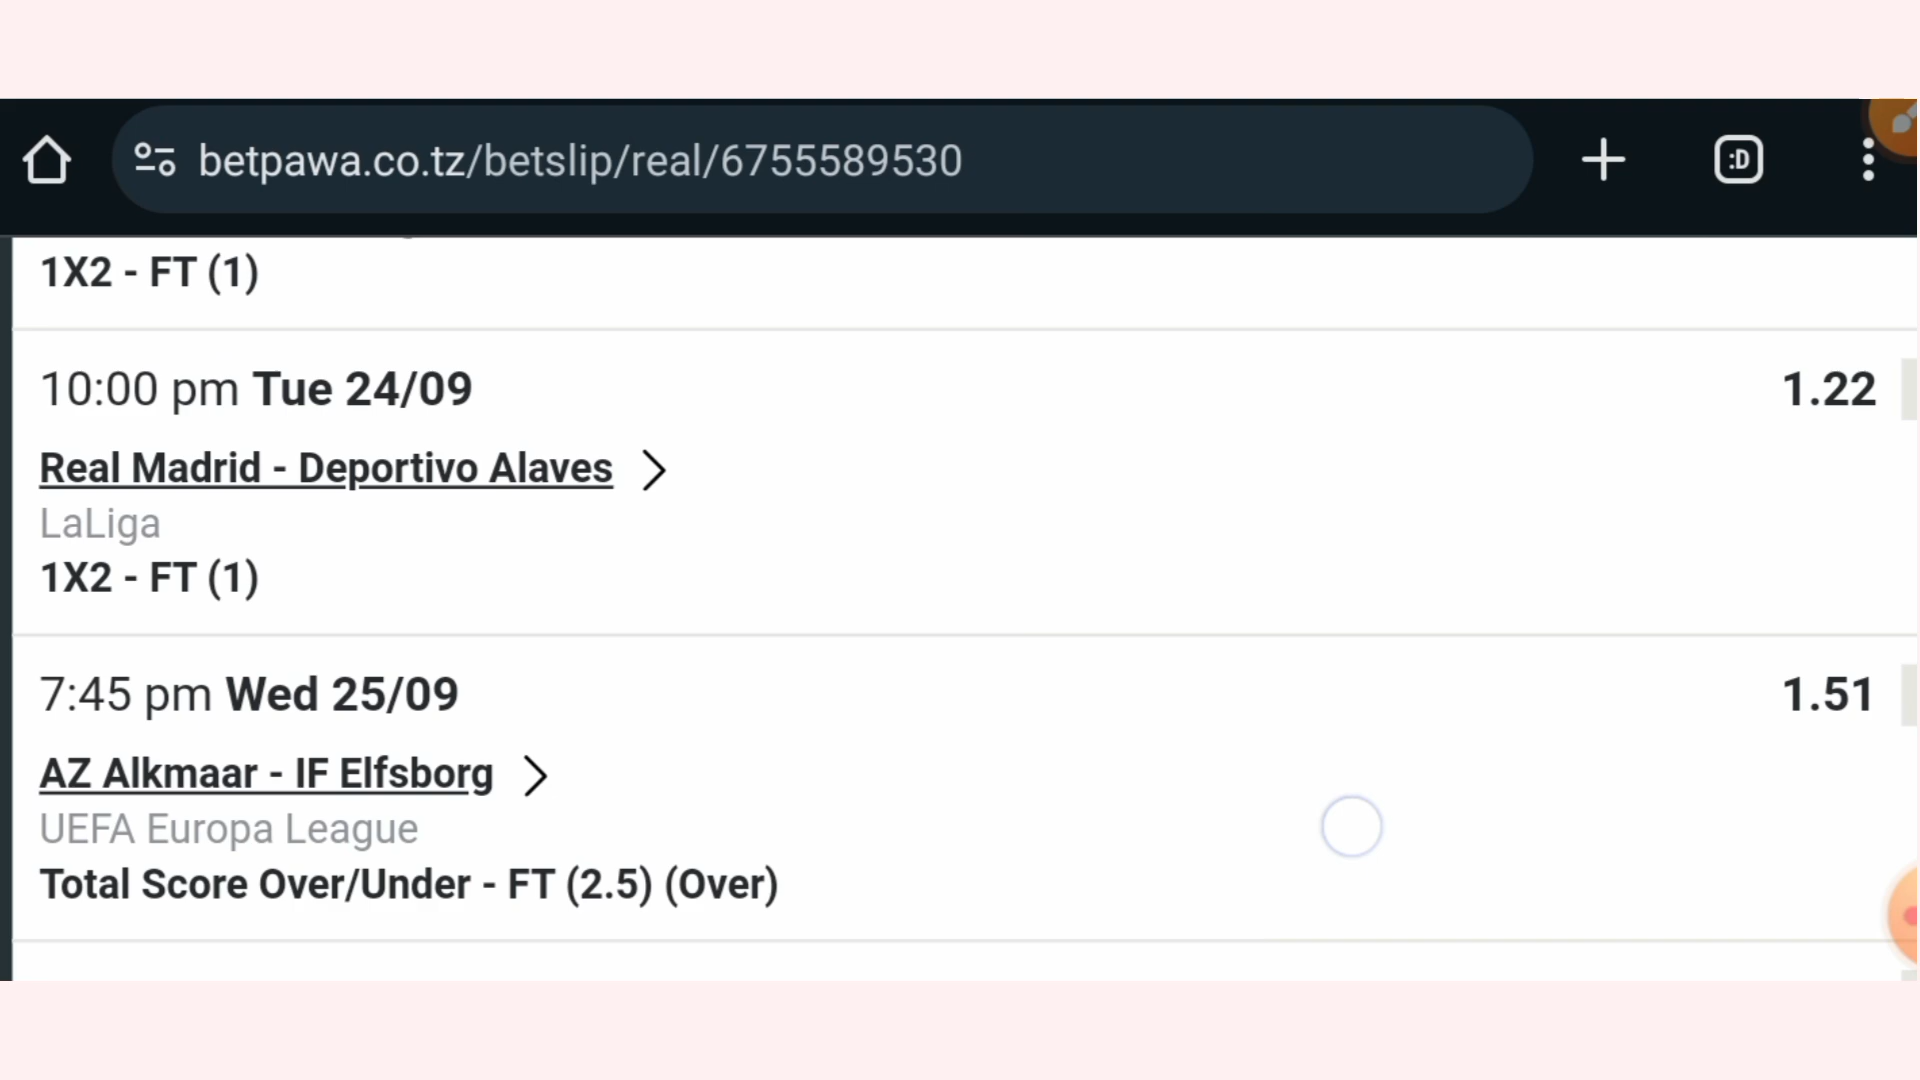 betpawa.co.tz/betslip/real/6755589530
:D
1X2 - FT (1)
10:00 pm Tue 24/09
1.22
Real Madrid - Deportivo Alaves
LaLiga
1X2 - FT (1)
7:45 pm Wed 25/09
1.51
AZ Alkmaar - IF Elfsborg
UEFA Europa League
Total Score Over/Under - FT (2.5) (Over)